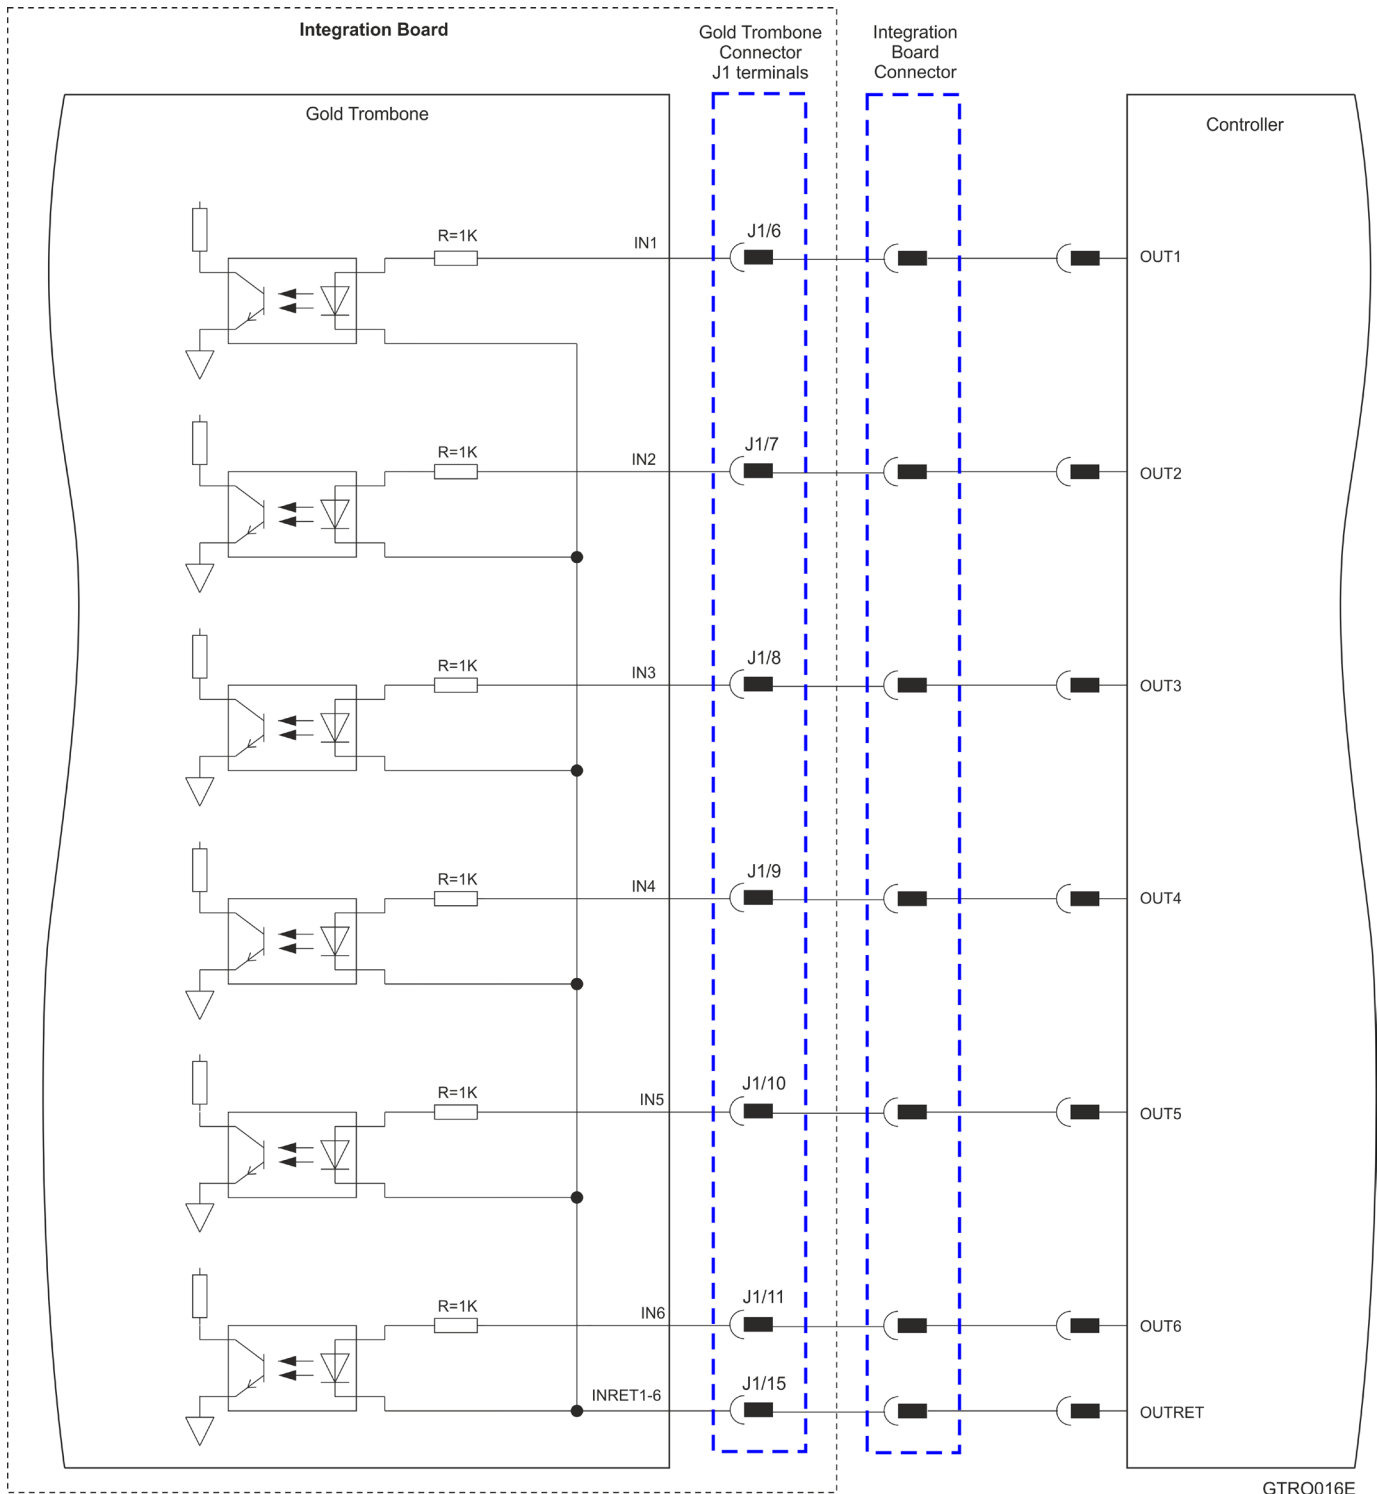 Integration Board
Gold Trombone
Connector
J1 terminals
Integration
Board
Connector
Gold Trombone
Controller
R=1K
IN1
J1/6
OUT1
R=1K
IN2
J1/7
OUT2
R=1K
IN3
J1/8
OUT3
R=1K
IN4
J1/9
OUT4
R=1K
IN5
J1/10
OUT5
R=1K
IN6
J1/11
OUT6
INRET1-6
J1/15
OUTRET
GTRO016E